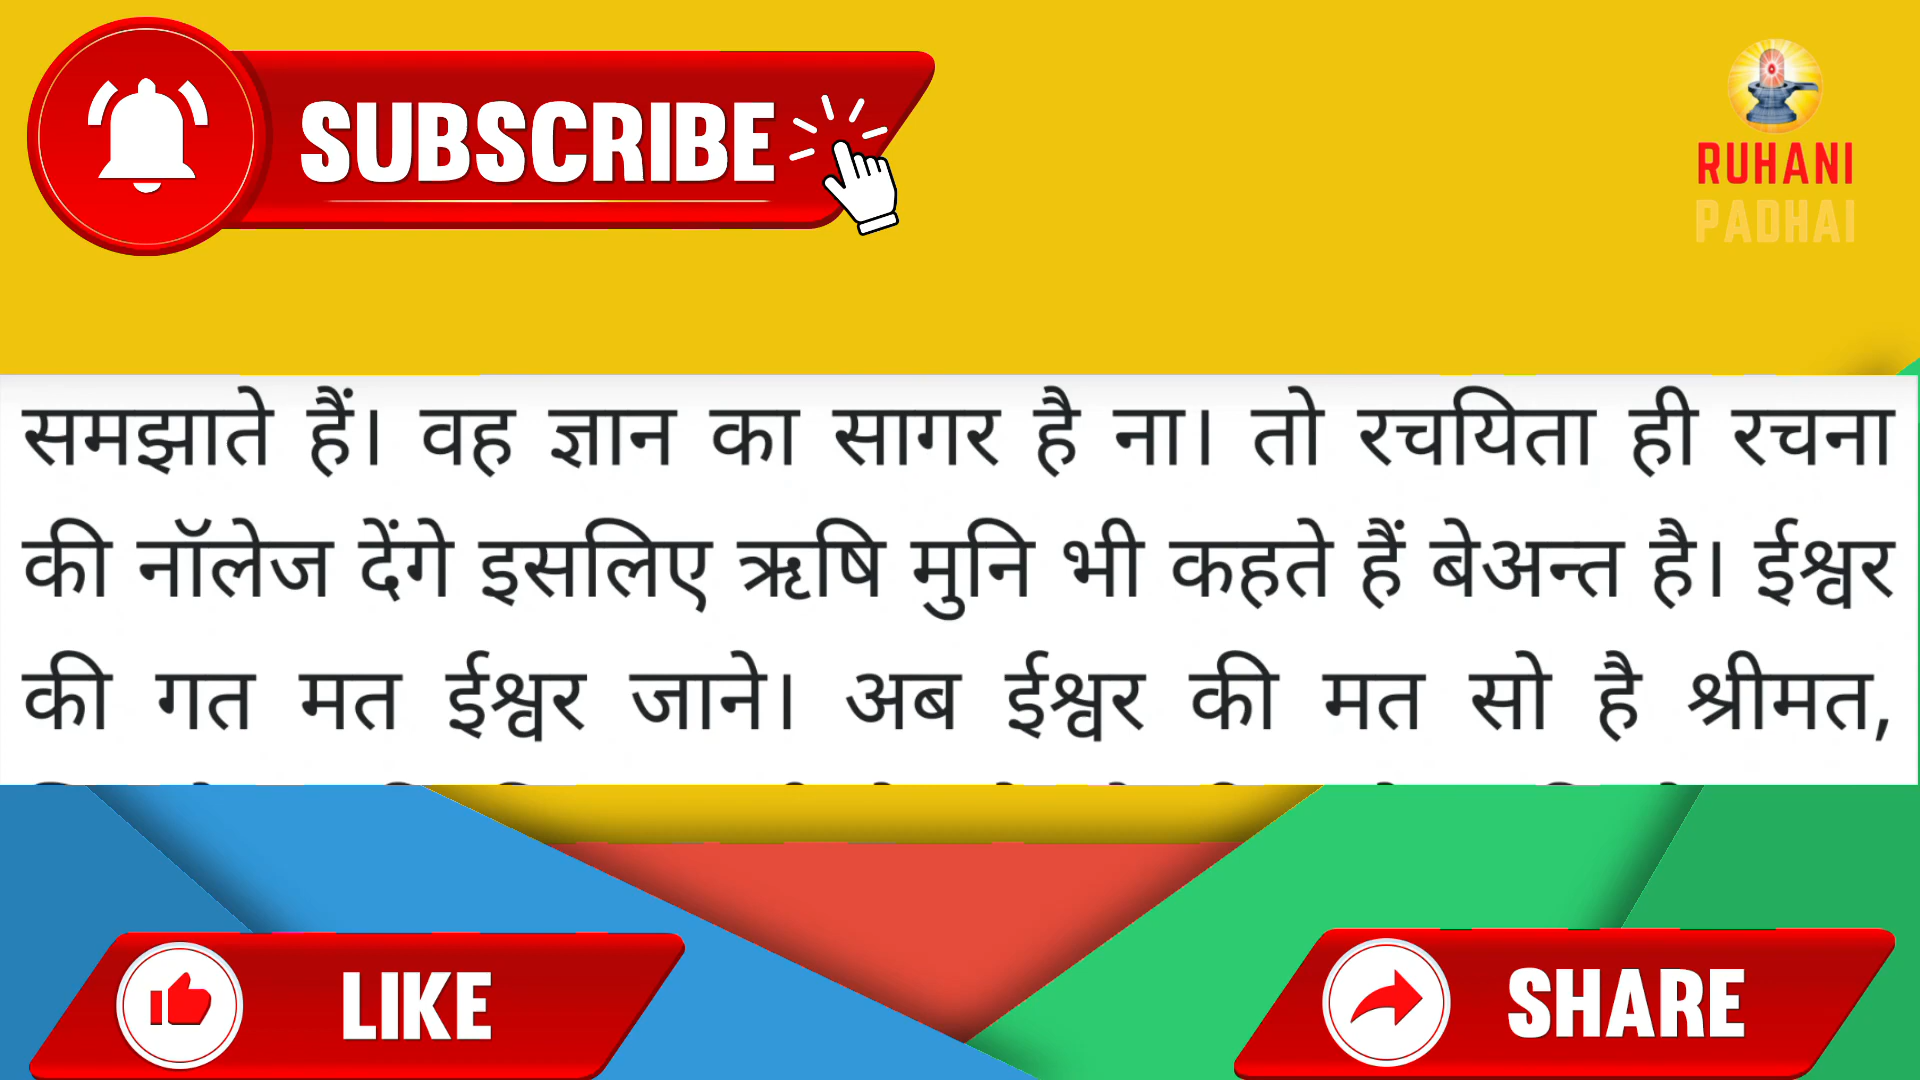 SUBSCRIBE
RUHANI
PADHAI
समझाते हैं। वह ज्ञान का सागर है ना। तो रचयिता ही रचना
की नॉलेज देंगे इसलिए ऋषि मुनि भी कहते हैं बेअन्त है। ईश्वर
की गत मत ईश्वर जाने। अब ईश्वर की मत सो है श्रीमत,
LIKE
SHARE